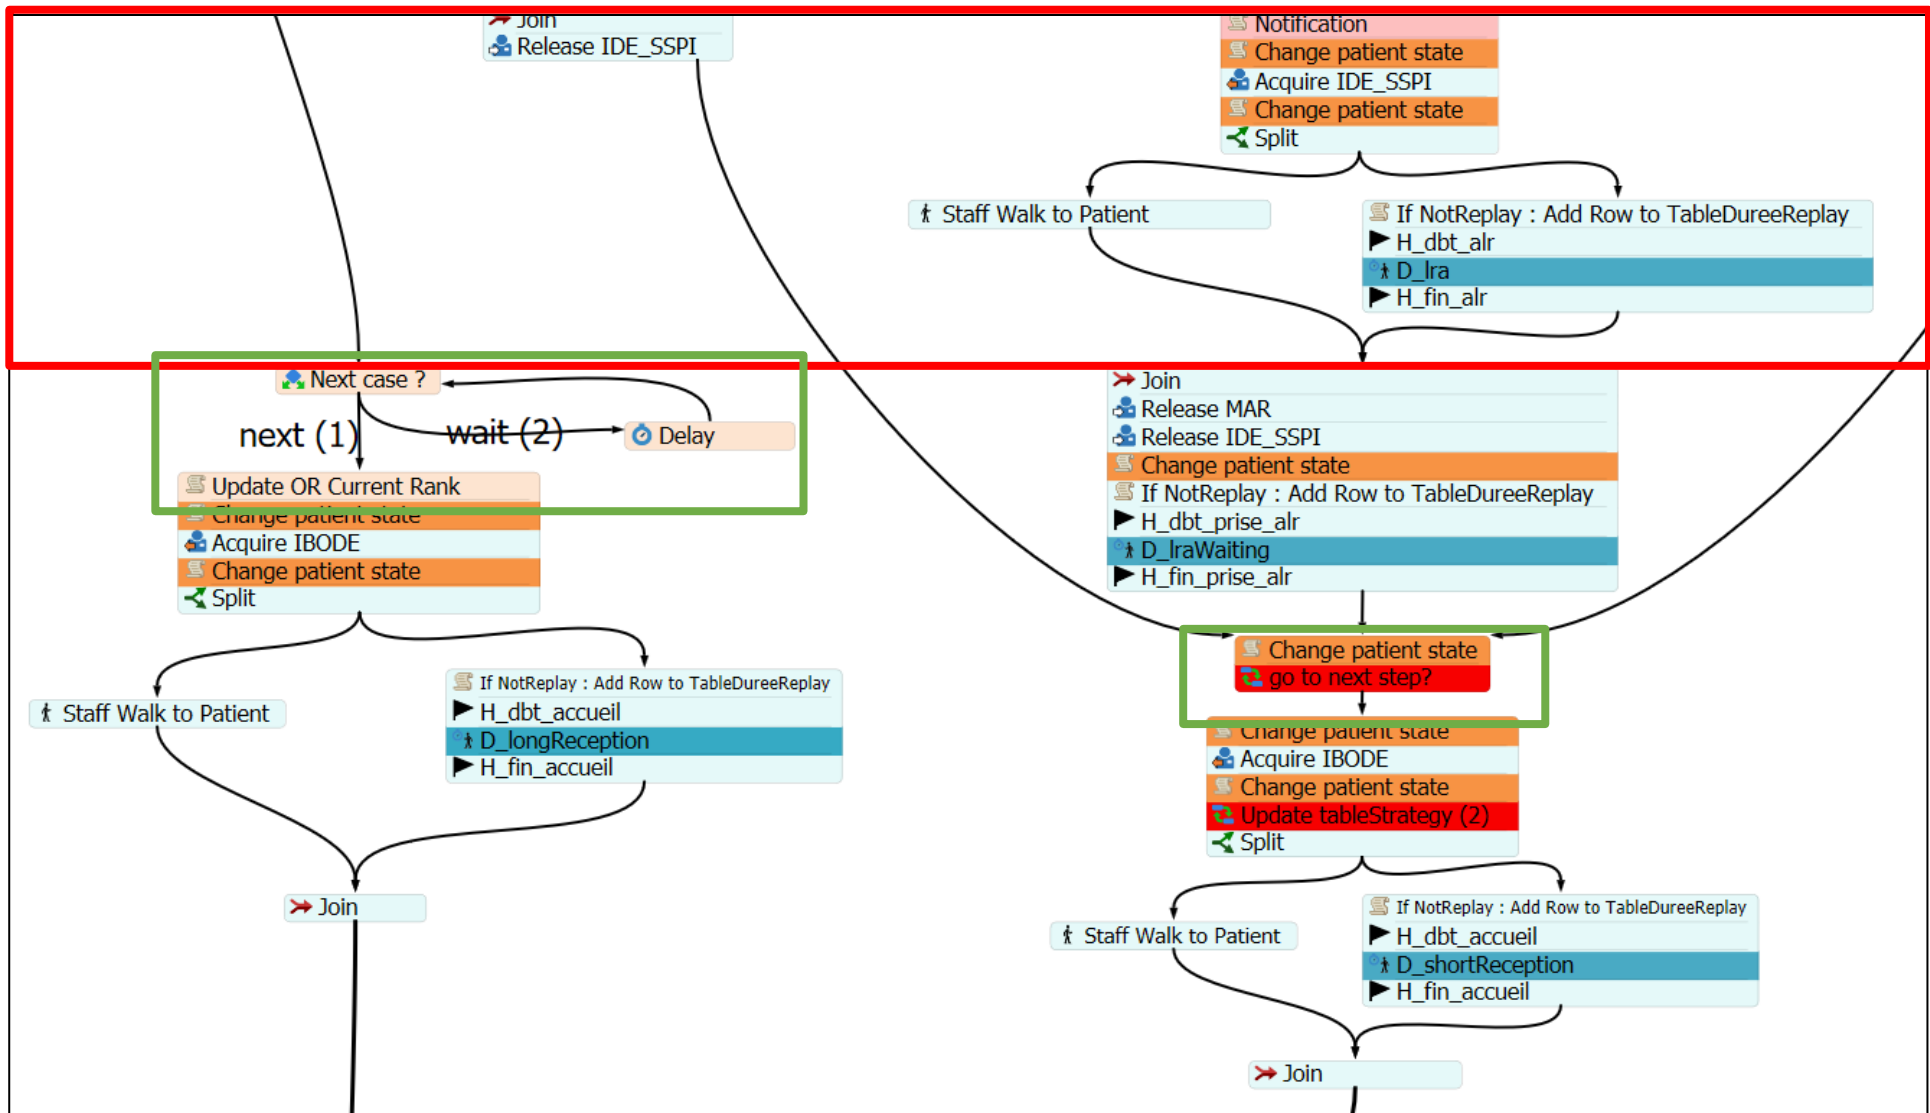 Join
Release IDE_SSPI
Notification
Change patient state
Acquire IDE_SSPI
Change patient state
Split
Staff Walk to Patient
If NotReplay : Add Row to TableDureeReplay
H_dbt_alr
D_lra
H_fin_alr
Next case ?
next (1)
wait (2)
Delay
Update OR Current Rank
Change patient state
Acquire IBODE
Change patient state
Split
Join
Release MAR
Release IDE_SSPI
Change patient state
If NotReplay : Add Row to TableDureeReplay
H_dbt_prise_alr
D_lraWaiting
H_fin_prise_alr
Staff Walk to Patient
If NotReplay : Add Row to TableDureeReplay
H_dbt_accueil
D_longReception
H_fin_accueil
Join
Change patient state
go to next step?
Change patient state
Acquire IBODE
Change patient state
Update tableStrategy (2)
Split
Staff Walk to Patient
If NotReplay : Add Row to TableDureeReplay
H_dbt_accueil
D_shortReception
H_fin_accueil
Join